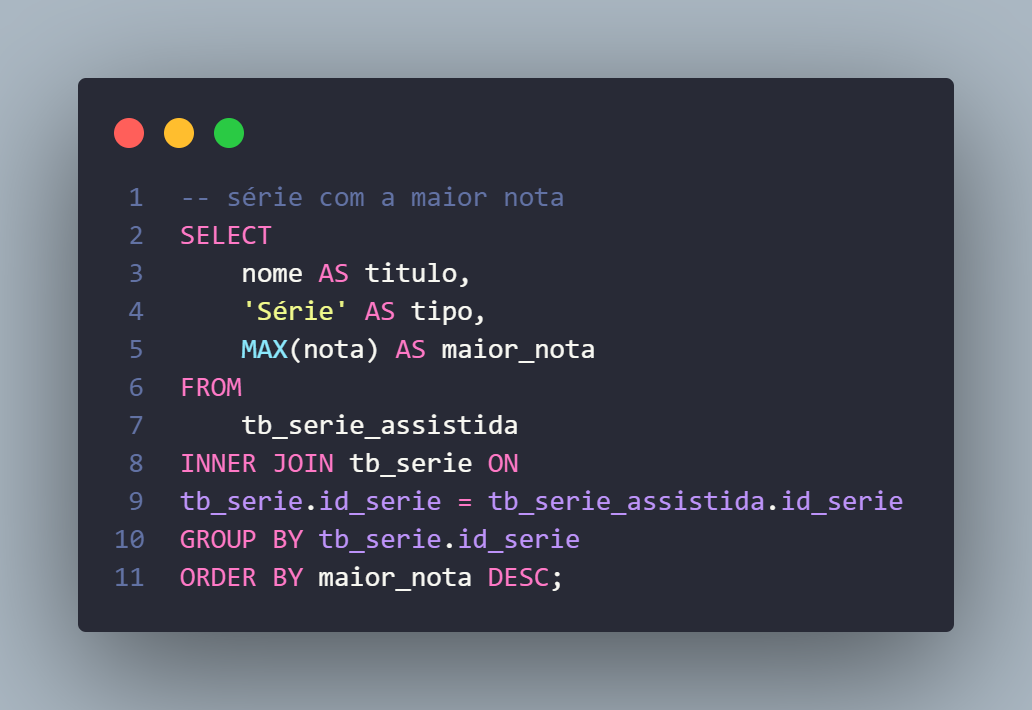 1 -- série com a maior nota
2 SELECT
3     nome AS titulo,
4     'Série' AS tipo,
5     MAX(nota) AS maior_nota
6 FROM
7     tb_serie_assistida
8 INNER JOIN tb_serie ON
9 tb_serie.id_serie = tb_serie_assistida.id_serie
10 GROUP BY tb_serie.id_serie
11 ORDER BY maior_nota DESC;